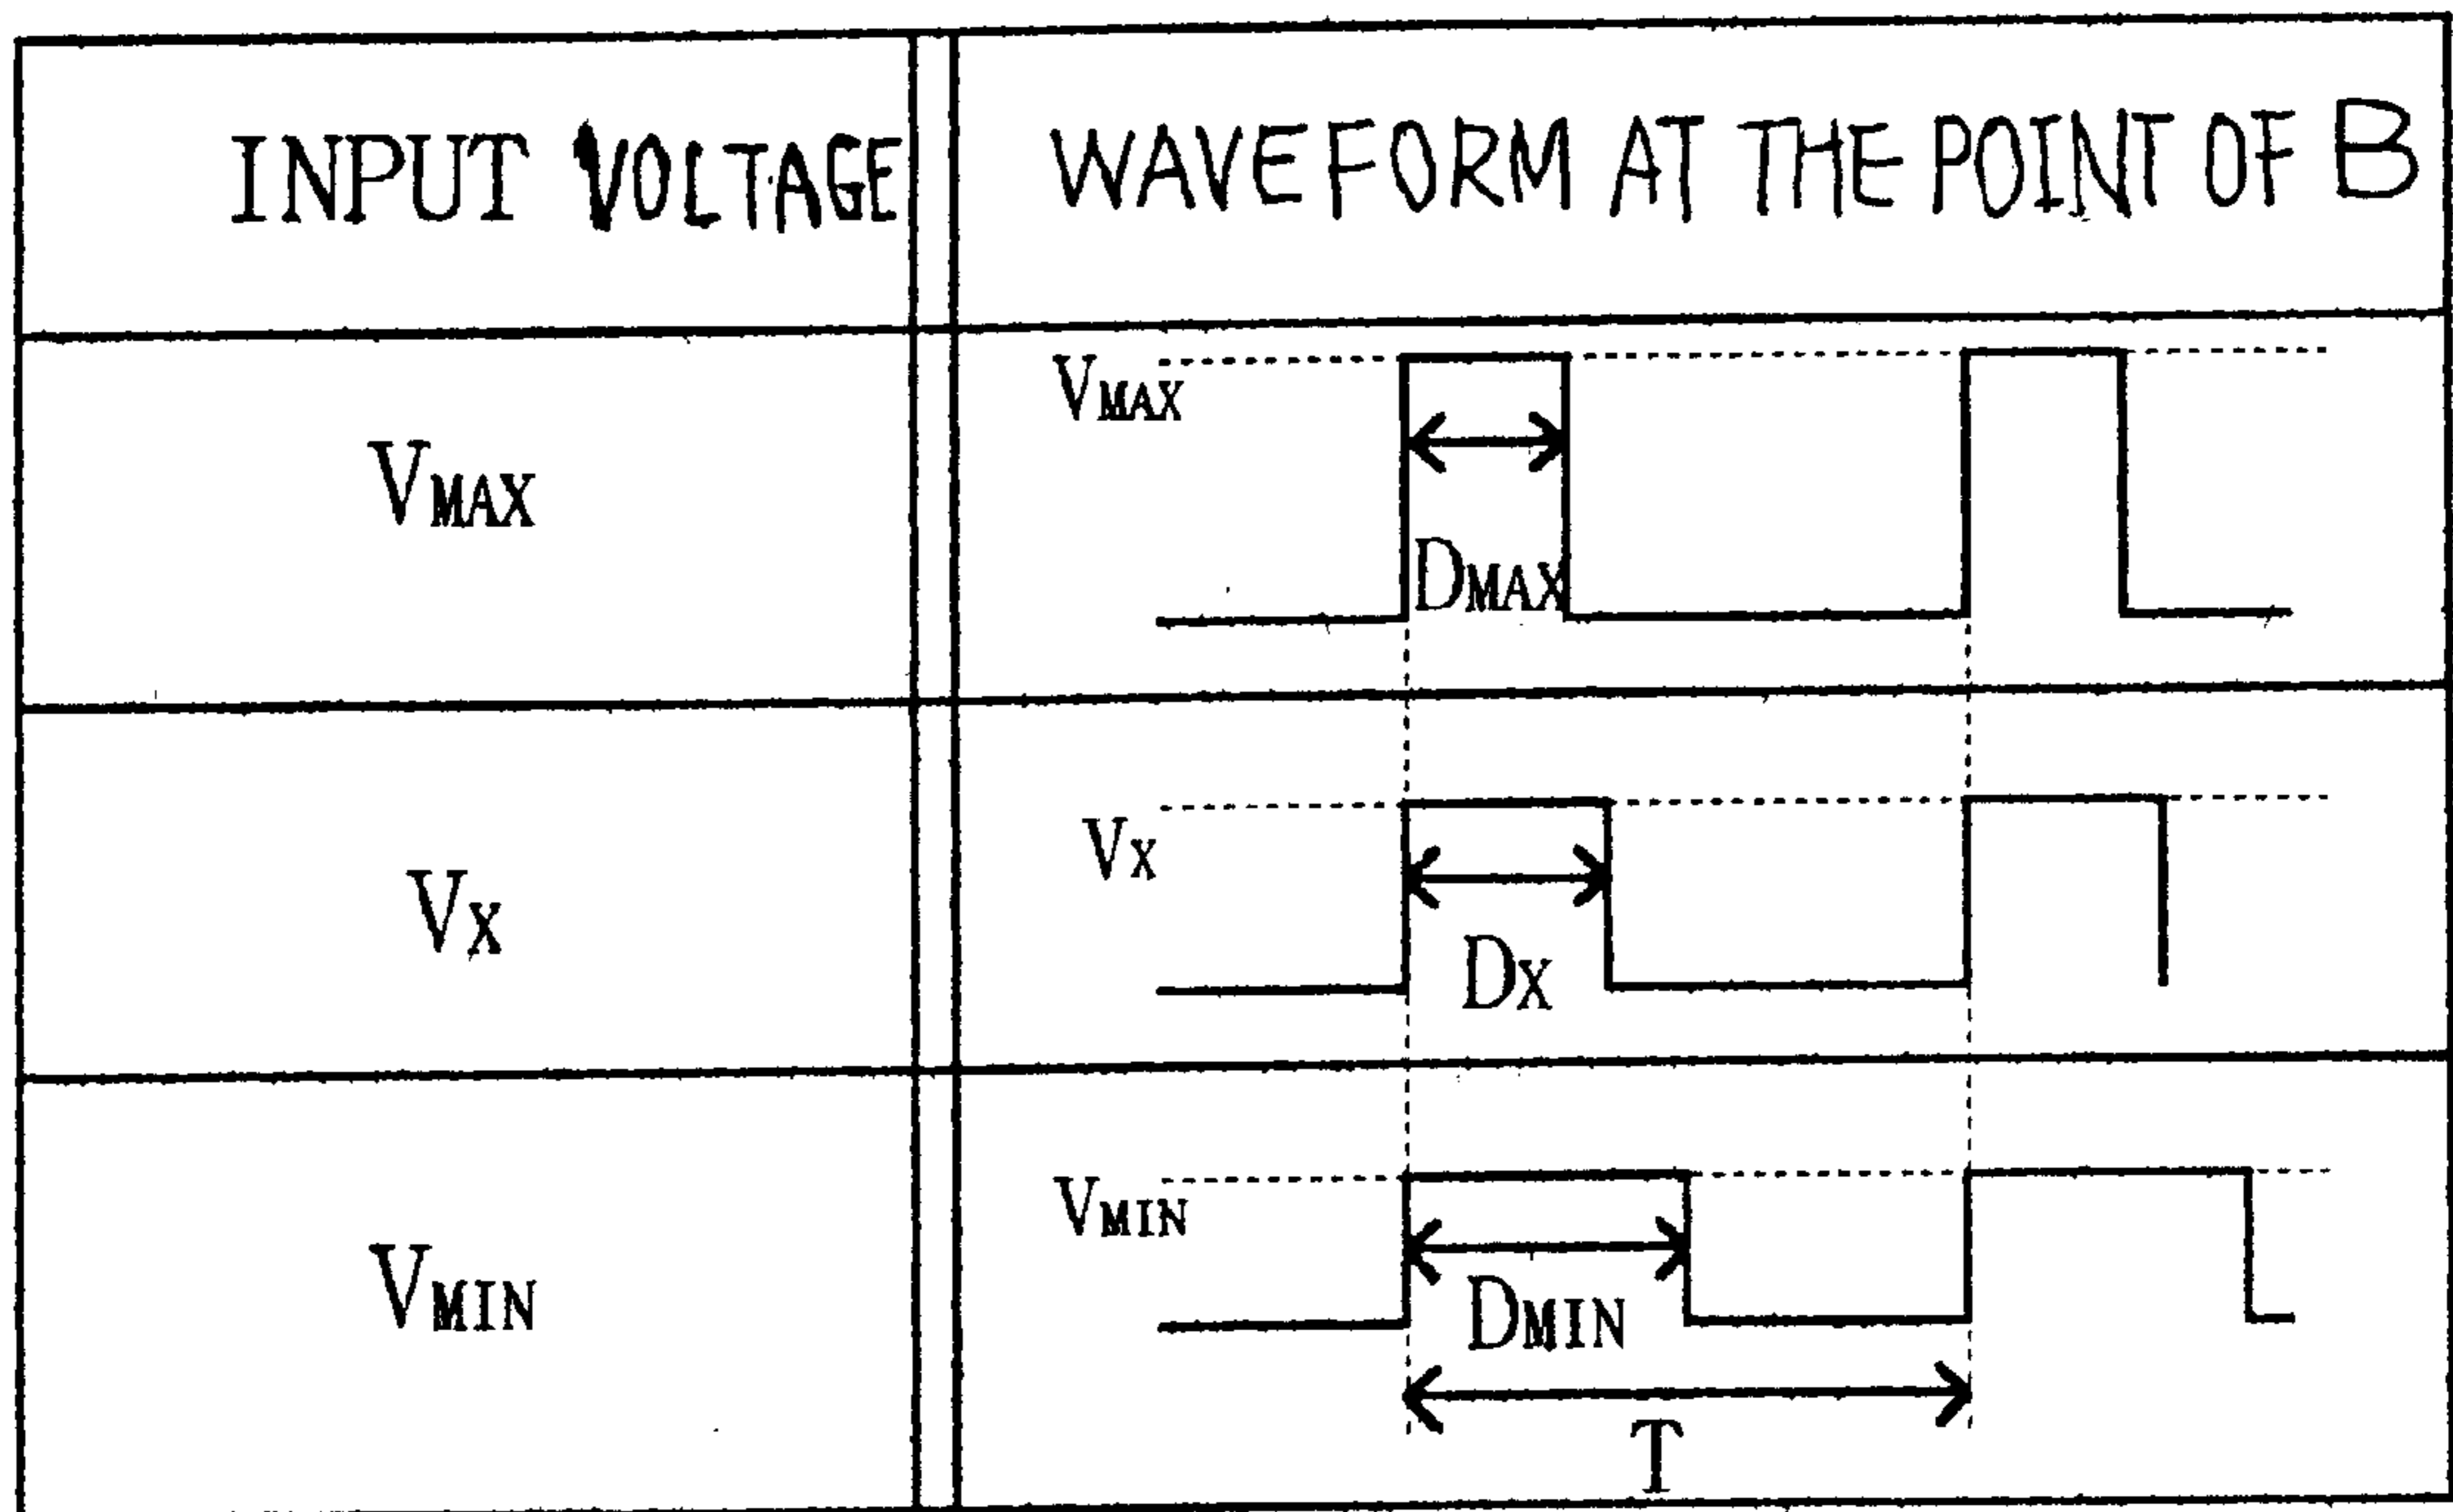 INPUT VOLTAGE
WAVEFORM AT THE POINT OF B
VMAX
VMAX
DMAX
VX
VX
DX
VMIN
VMIN
DMIN
T